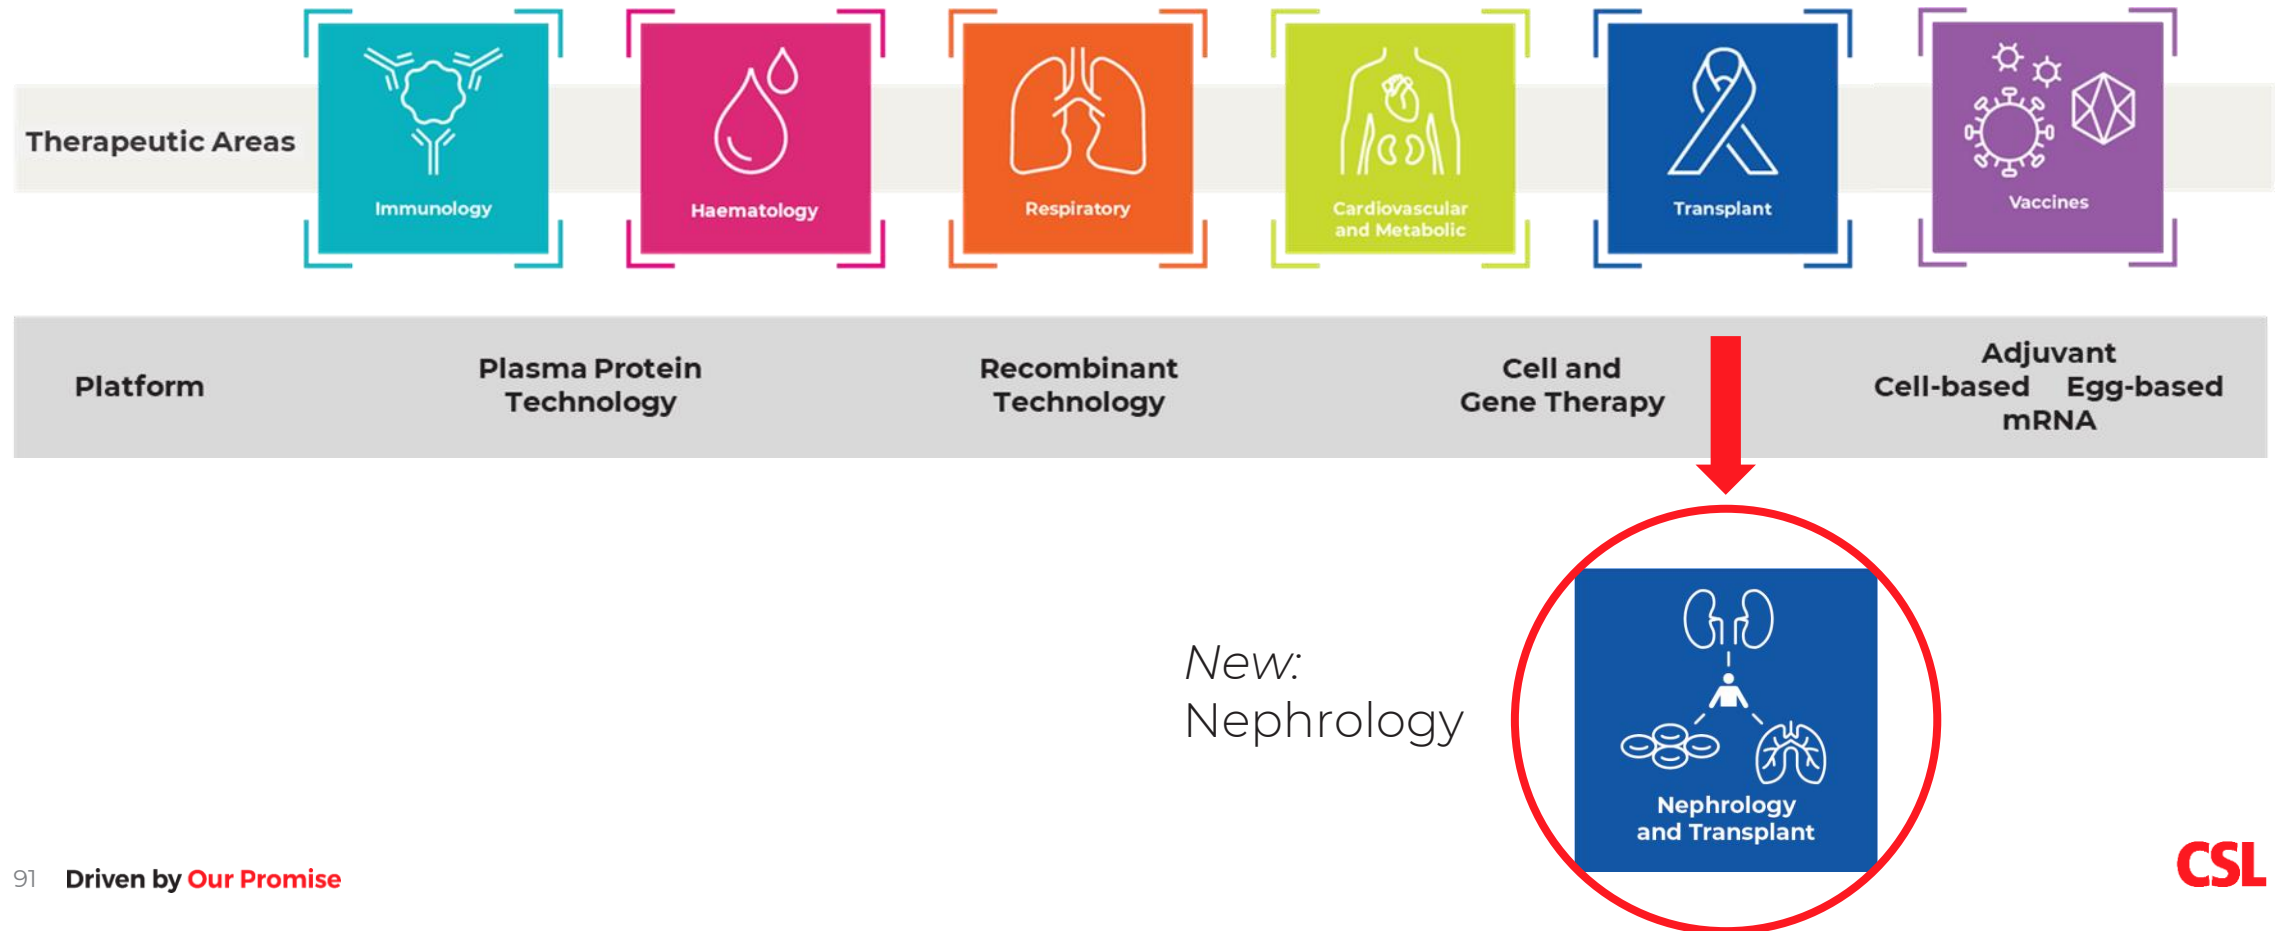 Therapeutic Areas
Immunology
Haematology
Respiratory
Cardiovascular
and Metabolic
Transplant
Vaccines
Platform
Plasma Protein
Technology
Recombinant
Technology
Cell and
Gene Therapy
Adjuvant
Cell-based Egg-based
mRNA
New:
Nephrology
Nephrology
and Transplant
91 Driven by Our Promise
CSL